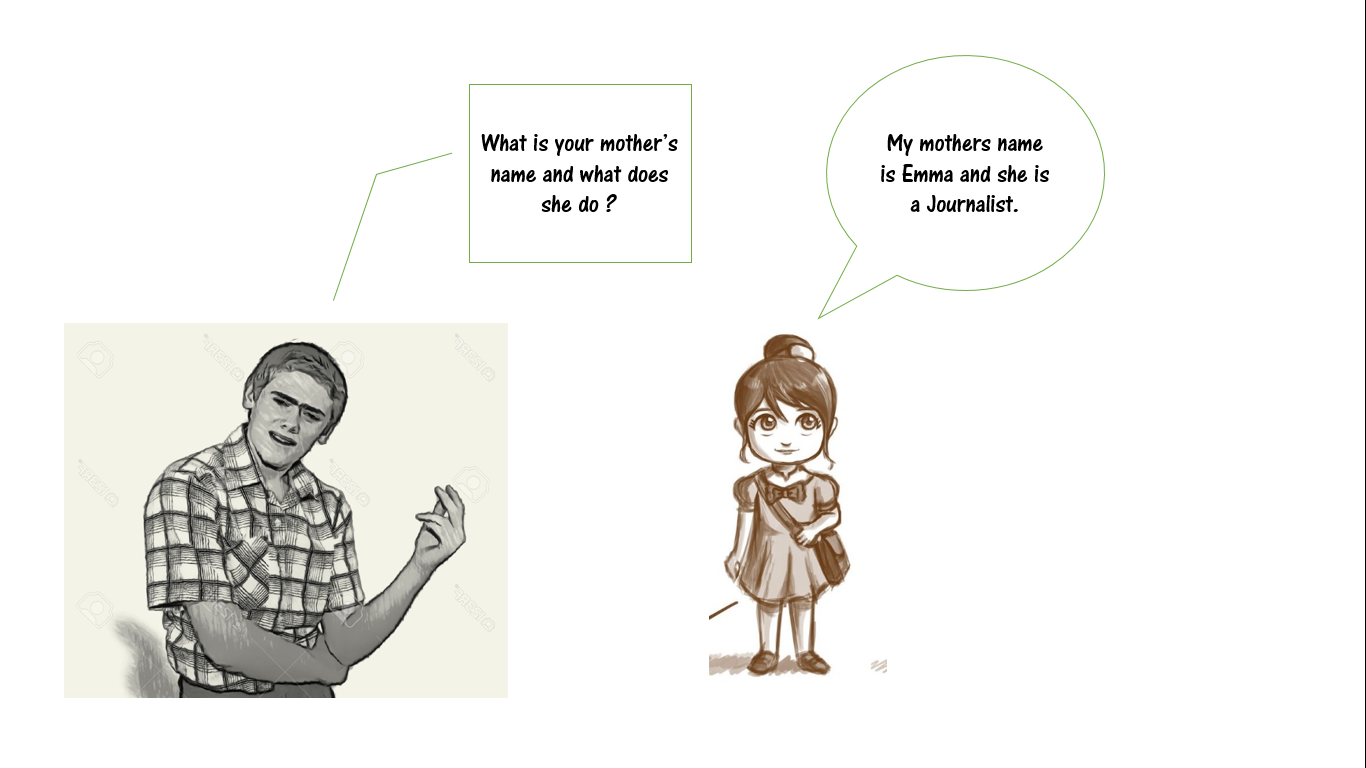 What is your mother's
name and what does
she do ?
My mothers name
is Emma and she is
a Journalist.